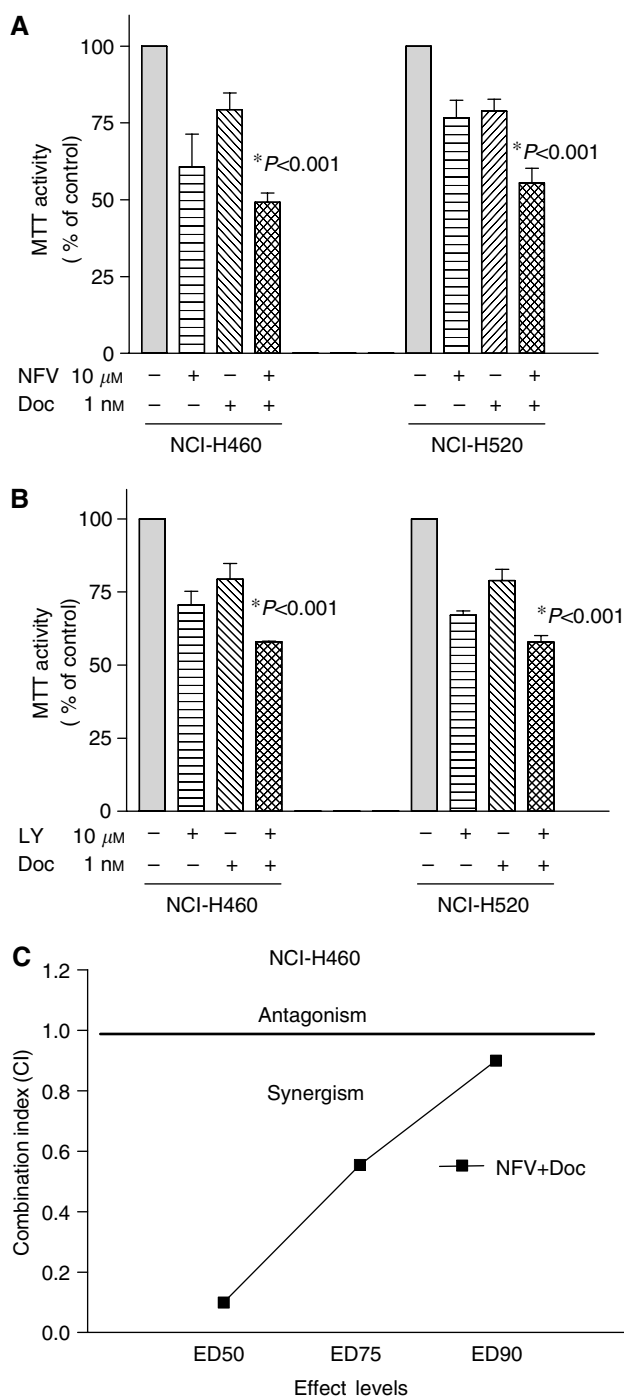 A
MTT activity
( % of control)
100
75
50
25
0
*P<0.001
*P<0.001
NFV 10 μM − + − + − + − +
Doc 1 nM − − + + − − + +
NCI-H460 NCI-H520
B
MTT activity
( % of control)
100
75
50
25
0
*P<0.001
*P<0.001
LY 10 μM − + − + − + − +
Doc 1 nM − − + + − − + +
NCI-H460 NCI-H520
C
NCI-H460
Combination index (CI)
1.2
1.0
0.8
0.6
0.4
0.2
0.0
Antagonism
Synergism
NFV+Doc
ED50 ED75 ED90
Effect levels